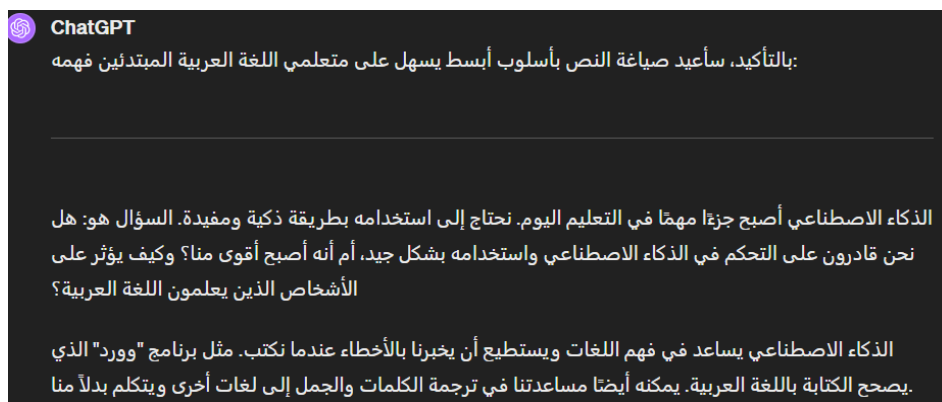 ChatGPT
بالتأكيد، سأعيد صياغة النص بأسلوب أبسط يسهل على متعلمي اللغة العربية المبتدئين فهمه:
الذكاء الاصطناعي أصبح جزءًا مهمًا في التعليم اليوم. نحتاج إلى استخدامه بطريقة ذكية ومفيدة. السؤال هو: هل
نحن قادرون على التحكم في الذكاء الاصطناعي واستخدامه بشكل جيد، أم أنه أصبح أقوى منا؟ وكيف يؤثر على
الأشخاص الذين يعلمون اللغة العربية؟
الذكاء الاصطناعي يساعد في فهم اللغات ويستطيع أن يخبرنا بالأخطاء عندما نكتب. مثل برنامج "وورد" الذي
يصحح الكتابة باللغة العربية. يمكنه أيضًا مساعدتنا في ترجمة الكلمات والجمل إلى لغات أخرى ويتكلم بدلاً منا.